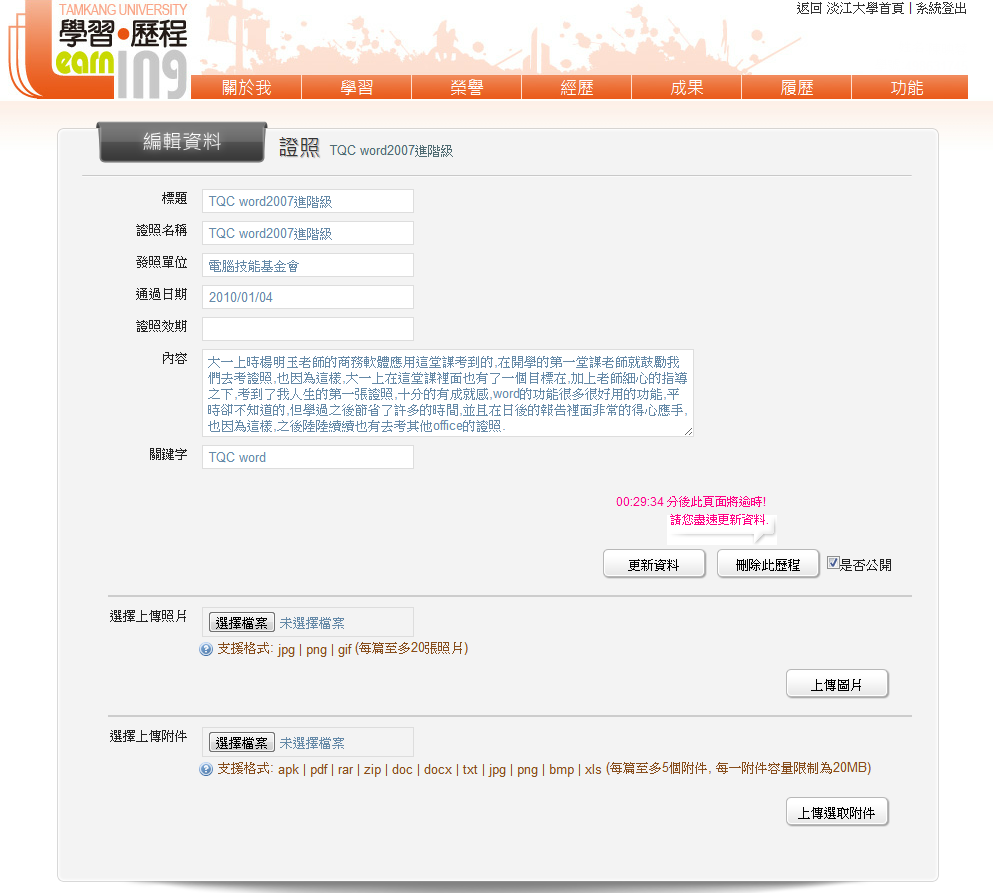 返回 淡江大學首頁 | 系統登出
TAMKANG UNIVERSITY
學習•歷程
earning
關於我 學習 榮譽 經歷 成果 履歷 功能
編輯資料 證照 TQC word2007進階級
標題 TQC word2007進階級
證照名稱 TQC word2007進階級
發照單位 電腦技能基金會
通過日期 2010/01/04
證照效期
內容 大一上時楊明玉老師的商務軟體應用這堂課考到的,在開學的第一堂課老師就鼓勵我
們去考證照,也因為這樣,大一上在這堂課裡面也有了一個目標在,加上老師細心的指導
之下,考到了我人生的第一張證照,十分的有成就感,word的功能很多很好用的功能,平
時卻不知道的,但學過之後節省了許多的時間,並且在日後的報告裡面非常的得心應手,
也因為這樣,之後陸陸續續也有去考其他office的證照.
關鍵字 TQC word
00:29:34 分後此頁面將逾時!
請您盡速更新資料.
更新資料 刪除此歷程 是否公開
選擇上傳照片 選擇檔案 未選擇檔案
支援格式: jpg | png | gif (每篇至多20張照片)
上傳圖片
選擇上傳附件 選擇檔案 未選擇檔案
支援格式: apk | pdf | rar | zip | doc | docx | txt | jpg | png | bmp | xls (每篇至多5個附件, 每一附件容量限制為20MB)
上傳選取附件